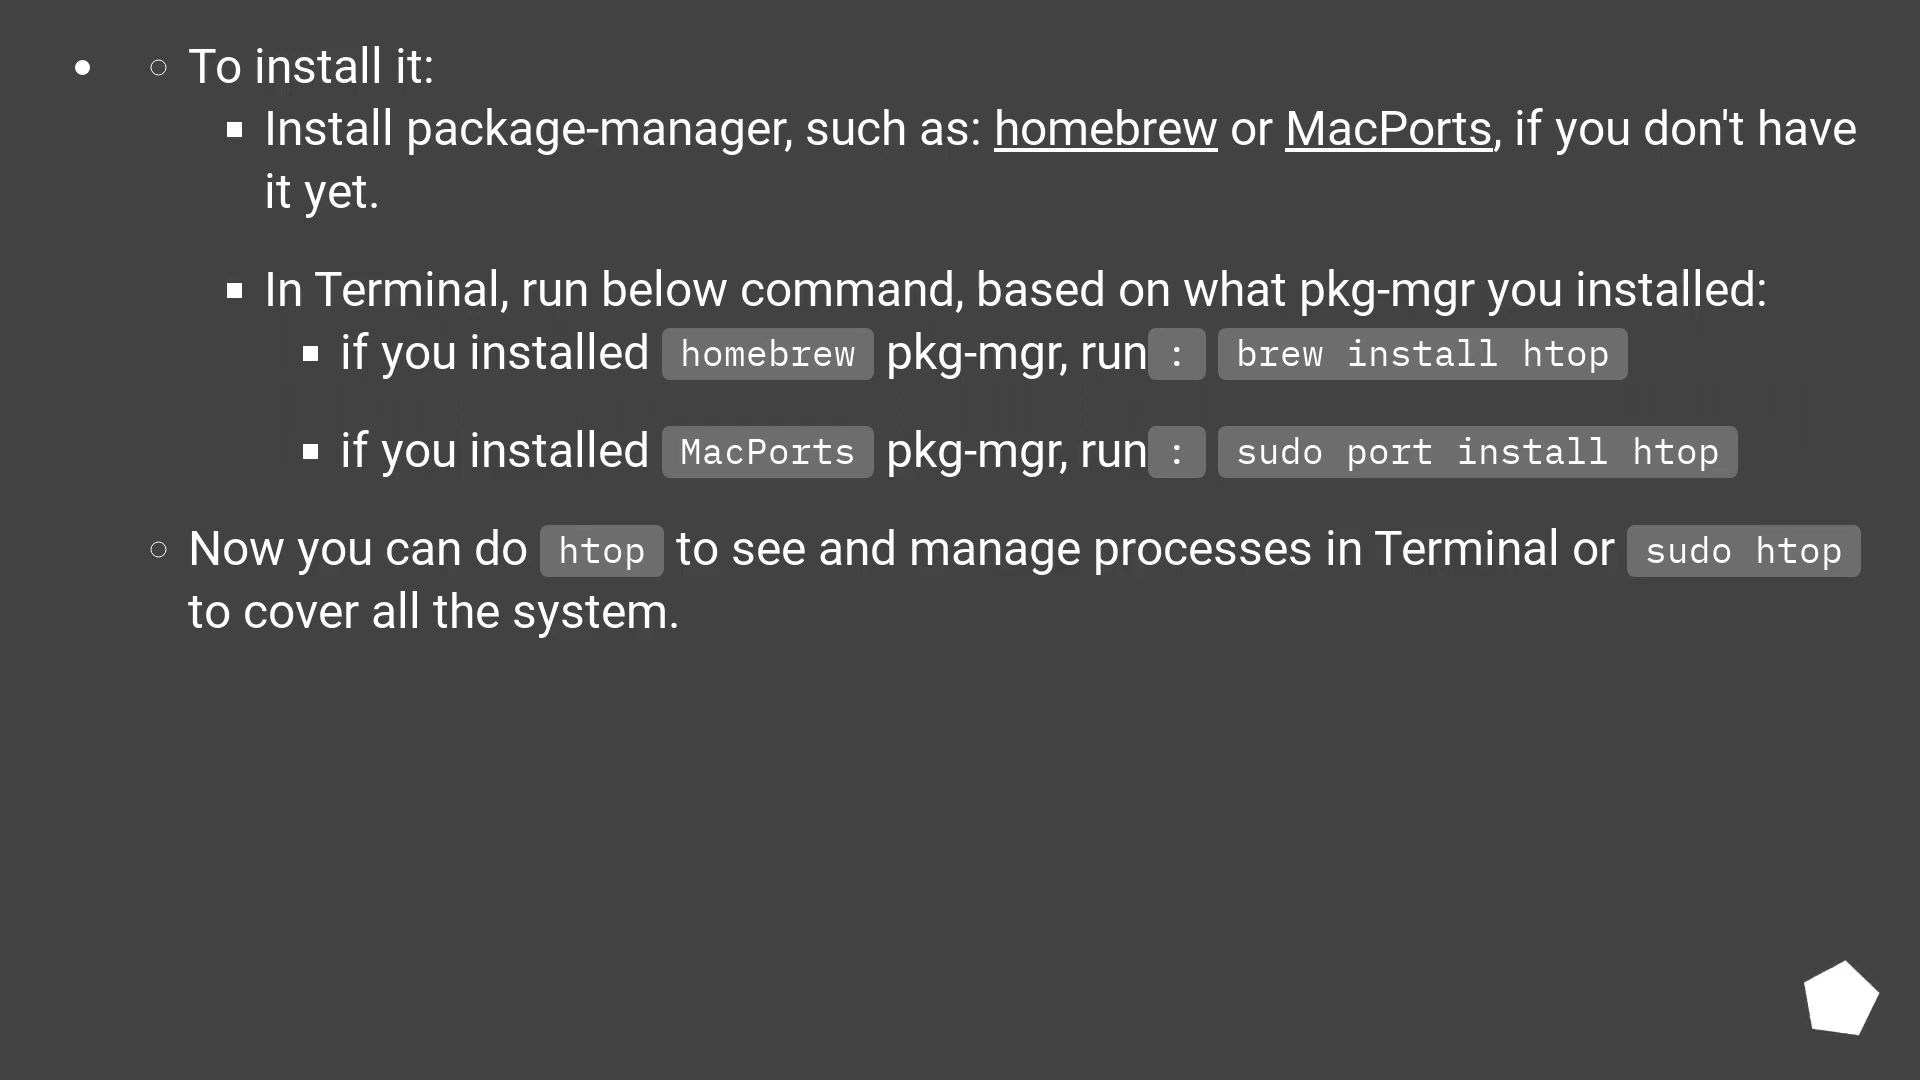 To install it:
Install package-manager, such as: homebrew or MacPorts, if you don't have
it yet.
In Terminal, run below command, based on what pkg-mgr you installed:
if you installed homebrew pkg-mgr, run : brew install htop
if you installed MacPorts pkg-mgr, run : sudo port install htop
Now you can do htop to see and manage processes in Terminal or sudo htop
to cover all the system.